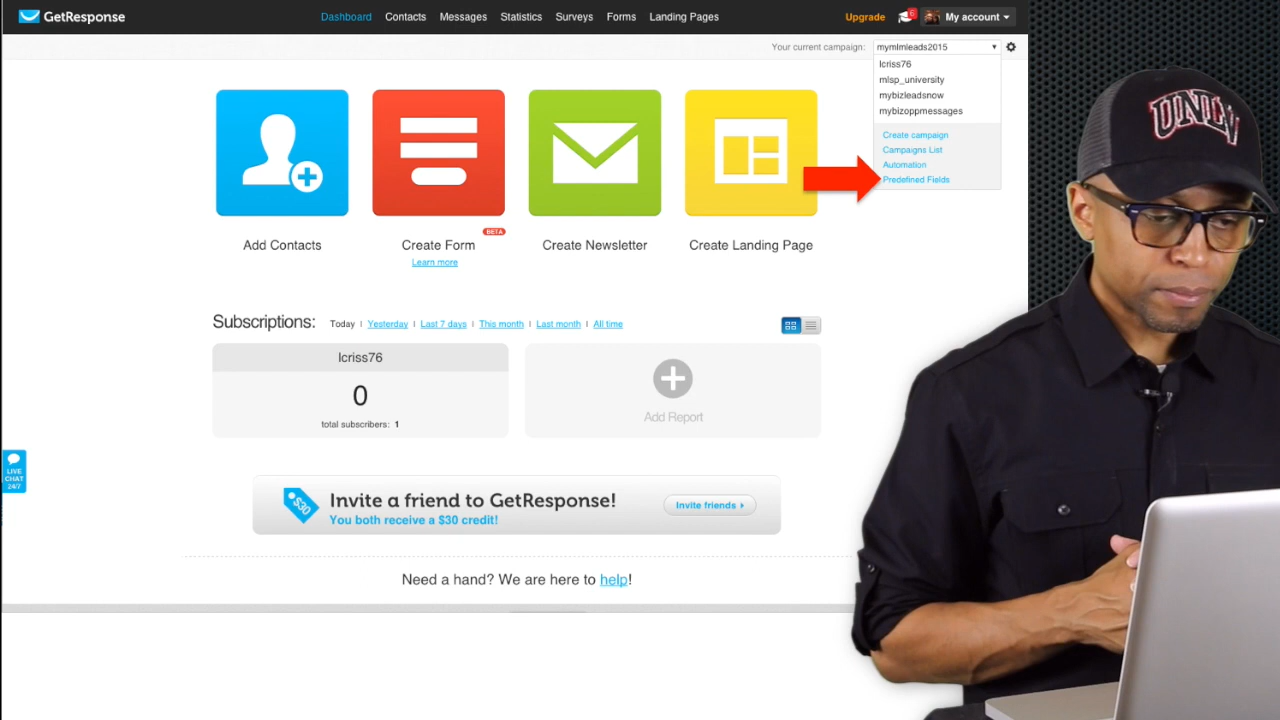 GetResponse
Dashboard Contacts Messages Statistics Surveys Forms Landing Pages
Upgrade 6 My account
Your current campaign: mymlmleads2015
lcriss76
mlsp_university
mybizleadsnow
mybizoppmessages
Create campaign
Campaigns List
Automation
Predefined Fields
UNLV
Add Contacts
BETA
Create Form
Learn more
Create Newsletter
Create Landing Page
Subscriptions: Today | Yesterday | Last 7 days | This month | Last month | All time
lcriss76
0
total subscribers: 1
Add Report
LIVE
CHAT
24/7
$30
Invite a friend to GetResponse!
You both receive a $30 credit!
Invite friends
Need a hand? We are here to help!